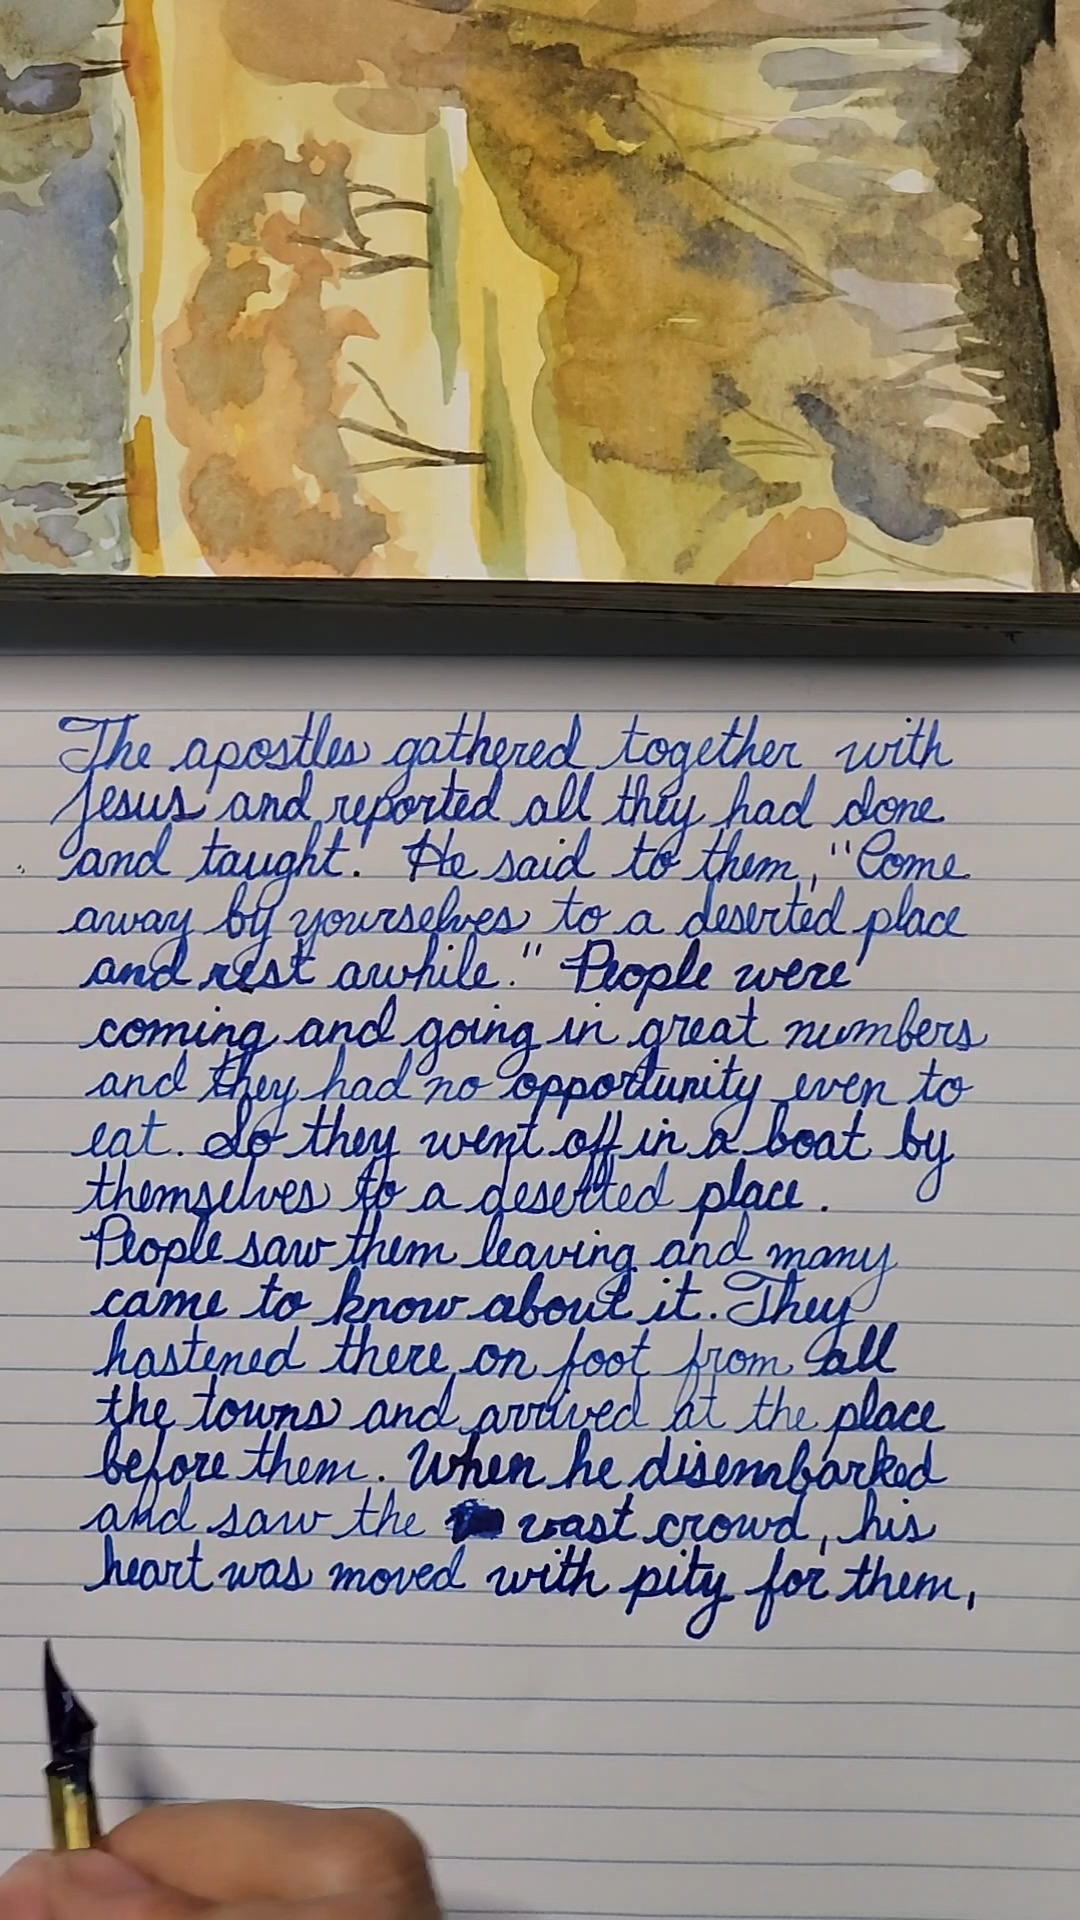 The apostles gathered together with
Jesus and reported all they had done
and taught. He said to them, "Come
away by yourselves to a deserted place
and rest awhile." People were
coming and going in great numbers
and they had no opportunity even to
eat. So they went off in a boat by
themselves to a deserted place.
People saw them leaving and many
came to know about it. They
hastened there on foot from all
the towns and arrived at the place
before them. When he disembarked
and saw the vast crowd, his
heart was moved with pity for them,